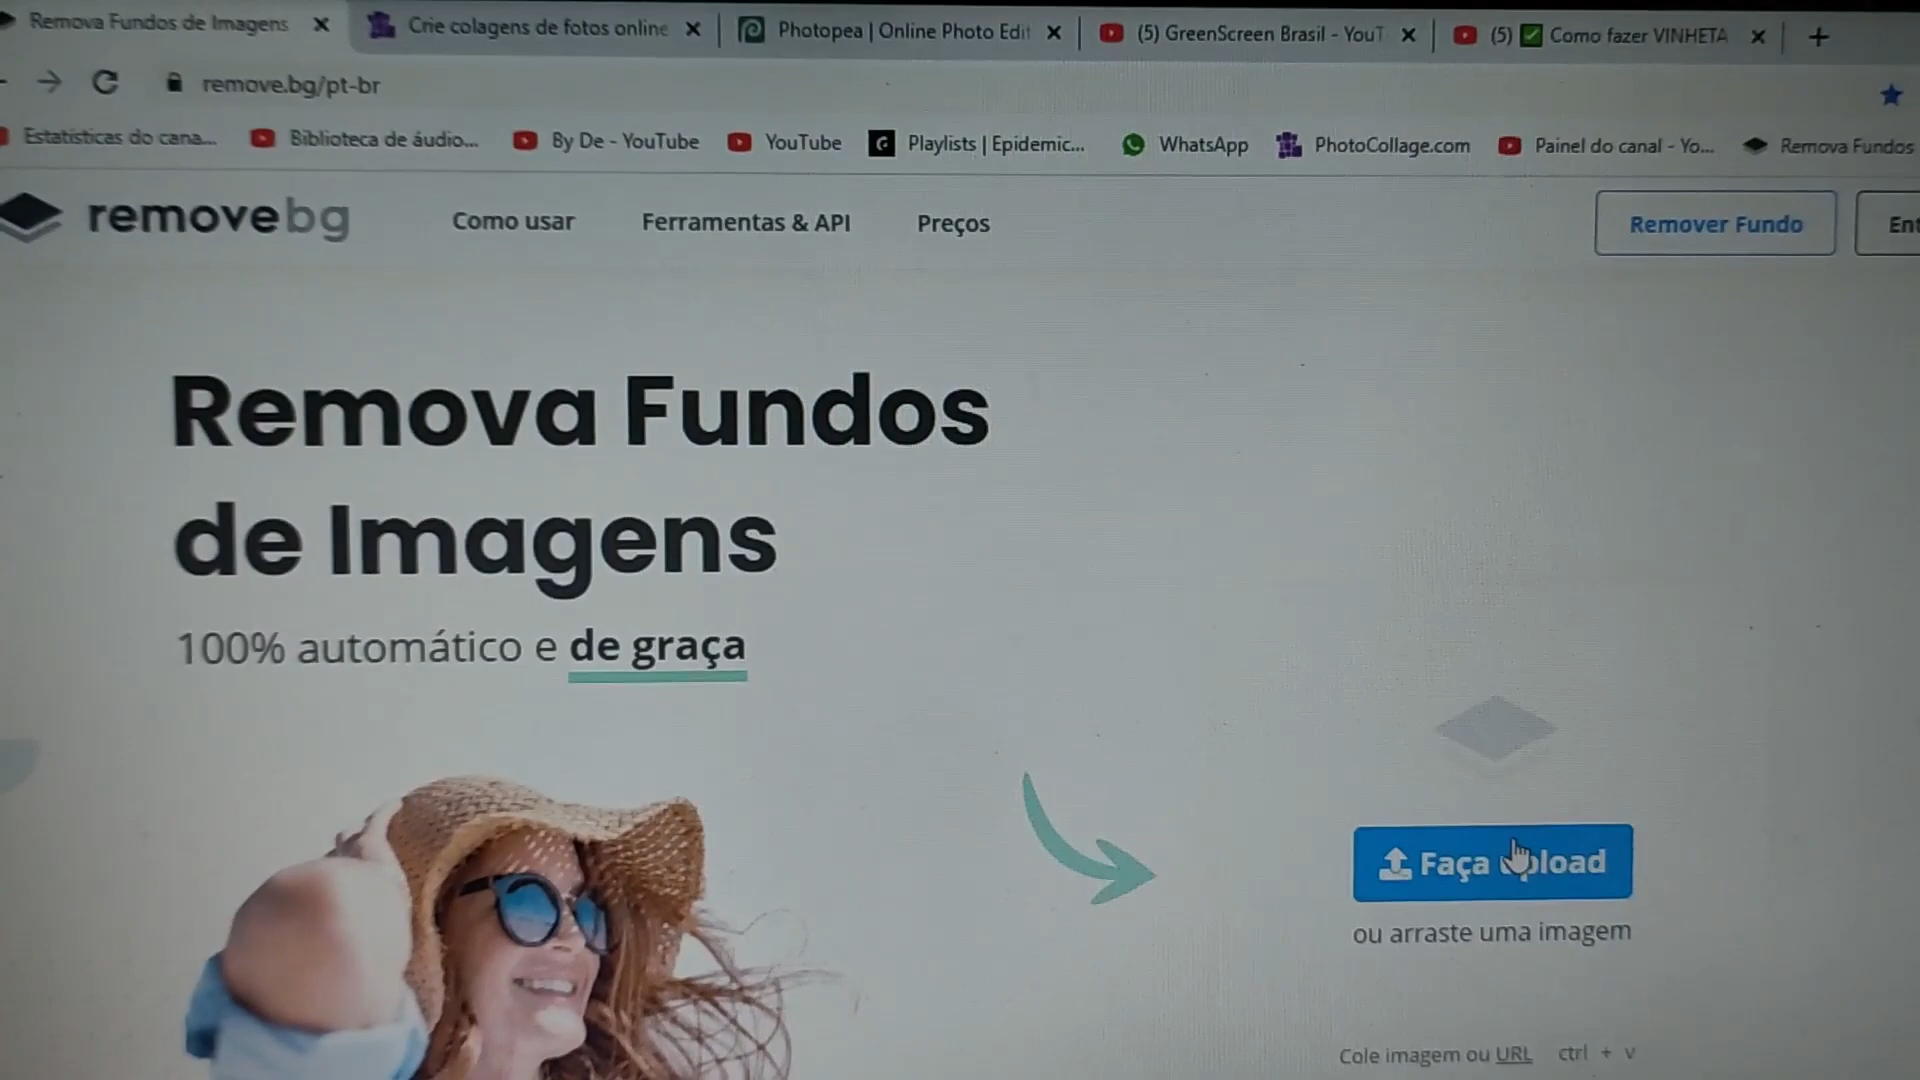 Remova Fundos de Imagens
Crie colagens de fotos online
Photopea | Online Photo Edit
(5) GreenScreen Brasil - YouT
(5) ✅ Como fazer VINHETA
remove.bg/pt-br
Estatísticas do cana...
Biblioteca de áudio...
By De - YouTube
YouTube
Playlists | Epidemic...
WhatsApp
PhotoCollage.com
Painel do canal - Yo...
Remova Fundos
removebg
Como usar
Ferramentas & API
Preços
Remover Fundo
Ent
Remova Fundos
de Imagens
100% automático e de graça
Faça Upload
ou arraste uma imagem
Cole imagem ou URL ctrl + v